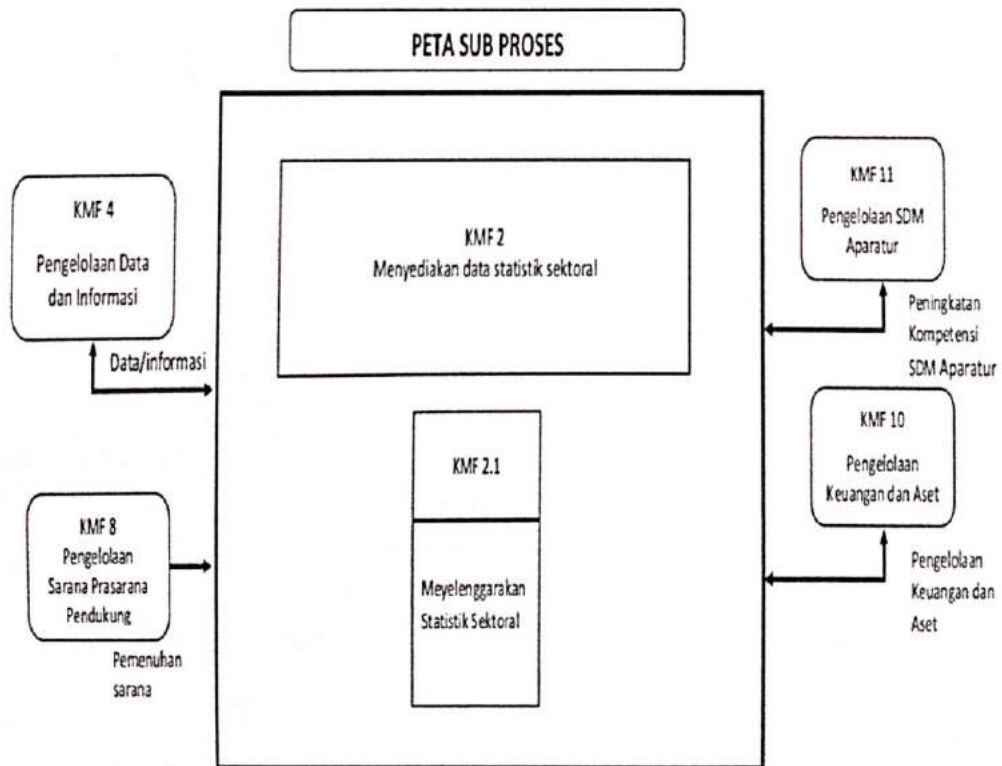 PETA SUB PROSES
KMF 4
Pengelolaan Data
dan Informasi
Data/informasi
KMF 8
Pengelolaan
Sarana Prasarana
Pendukung
Pemenuhan
sarana
KMF 2
Menyediakan data statistik sektoral
KMF 2.1
Meyelenggarakan
Statistik Sektoral
KMF 11
Pengelolaan SDM
Aparatur
Peningkatan
Kompetensi
SDM Aparatur
KMF 10
Pengelolaan
Keuangan dan Aset
Pengelolaan
Keuangan dan
Aset